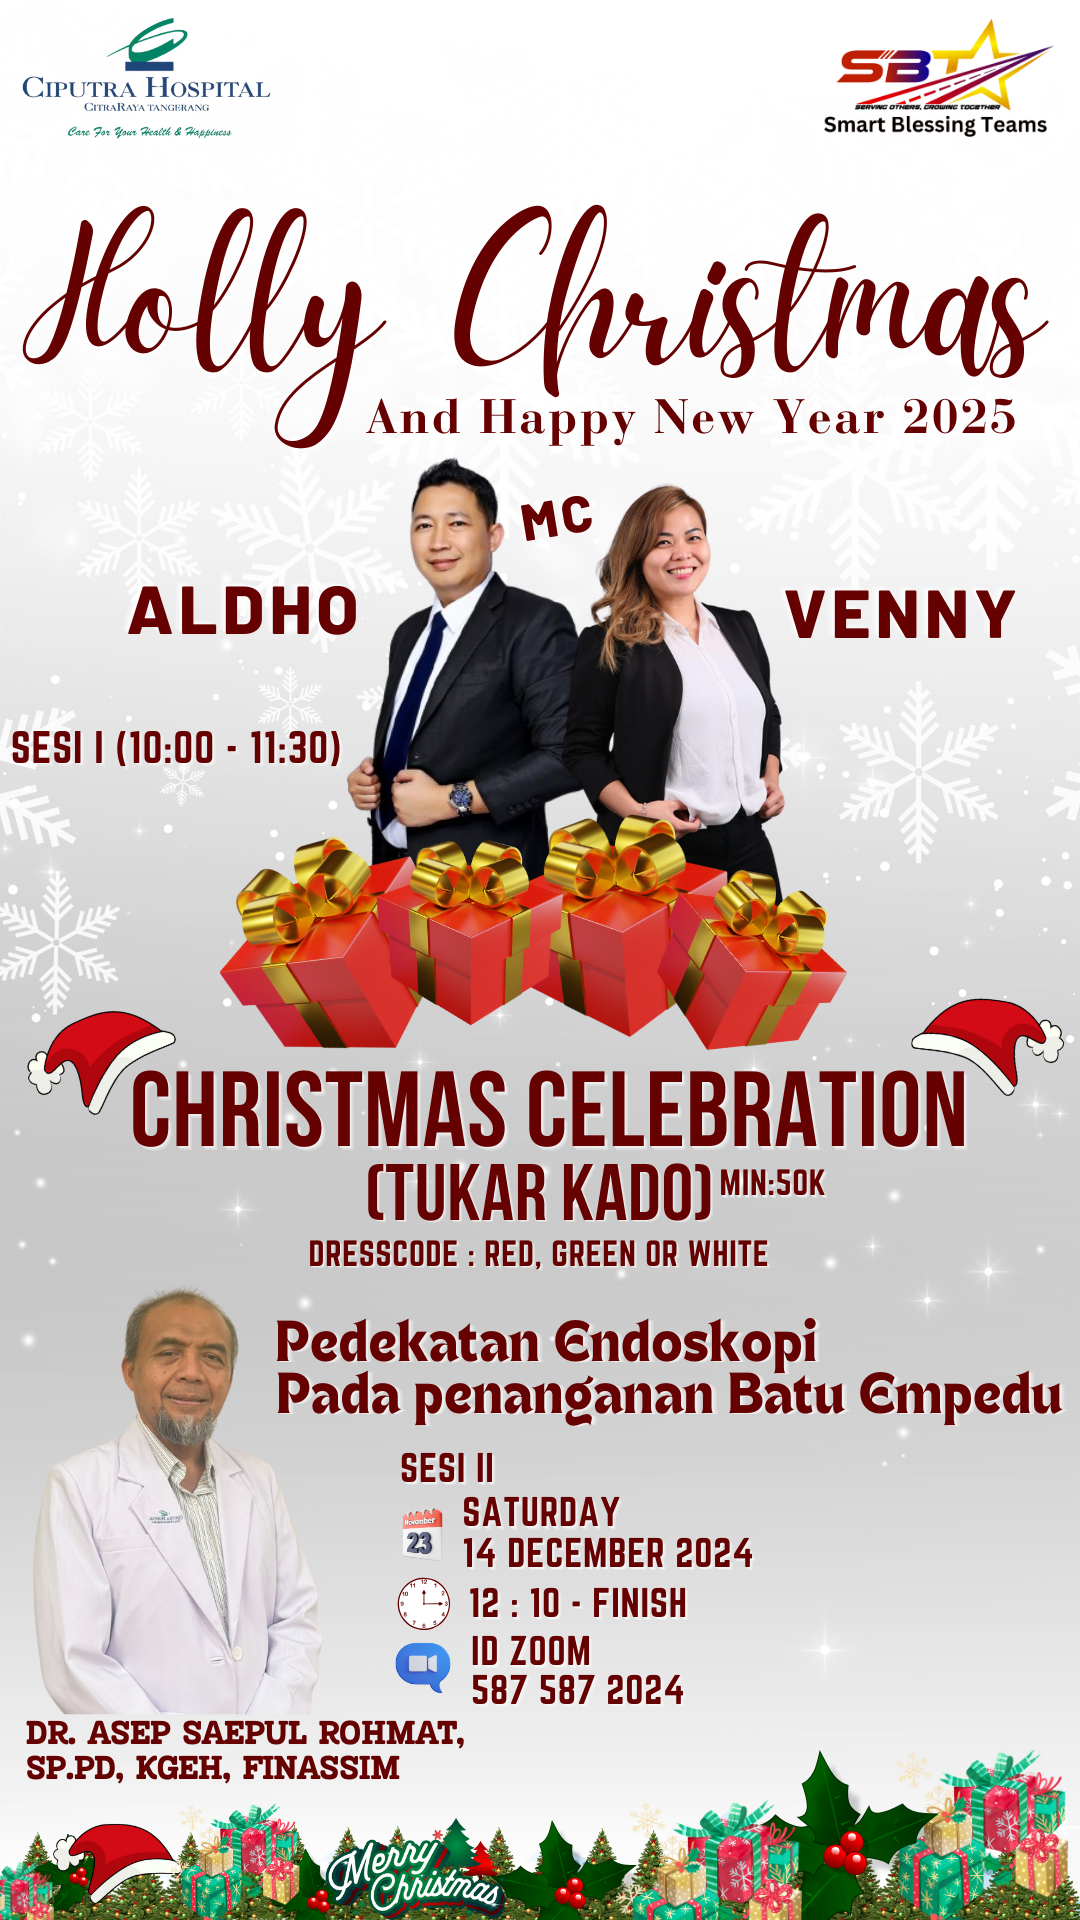 CIPUTRA HOSPITAL
CITRARAYA TANGERANG
Care For Your Health & Happiness
SBT
SERVING OTHERS, GROWING TOGETHER
Smart Blessing Teams
Holly Christmas
And Happy New Year 2025
MC
ALDHO
VENNY
SESI I (10:00 - 11:30)
CHRISTMAS CELEBRATION
(TUKAR KADO) MIN:50K
DRESSCODE : RED, GREEN OR WHITE
Pedekatan Endoskopi
Pada penanganan Batu Empedu
SESI II
SATURDAY
14 DECEMBER 2024
November
23
12 : 10 - FINISH
ID ZOOM
587 587 2024
DR. ASEP SAEPUL ROHMAT,
SP.PD, KGEH, FINASSIM
Merry
Christmas